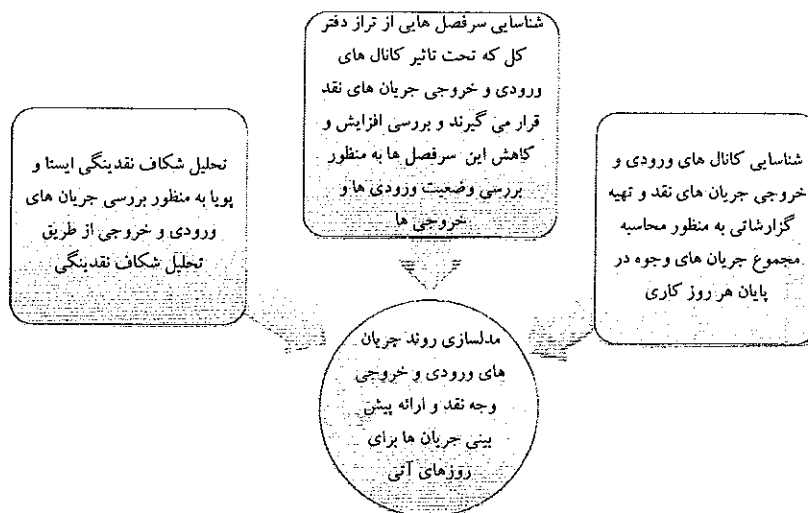 شناسایی کانال های ورودی و
خروجی جریان های نقد و تهیه
گزارشاتی به منظور محاسبه
مجموع جریان های وجوه در
پایان هر روز کاری
شناسایی سرفصل هایی از تراز دفتر
کل که تحت تاثیر کانال های
ورودی و خروجی جریان های نقد
قرار می گیرند و بررسی افزایش و
کاهش این سرفصل ها به منظور
بررسی وضعیت ورودی ها و
خروجی ها
تحلیل شکاف نقدینگی ایستا و
پویا به منظور بررسی جریان های
ورودی و خروجی از طریق
تحلیل شکاف نقدینگی
مدلسازی روند جریان
های ورودی و خروجی
وجه نقد و ارائه پیش
بینی جریان ها برای
روزهای آتی